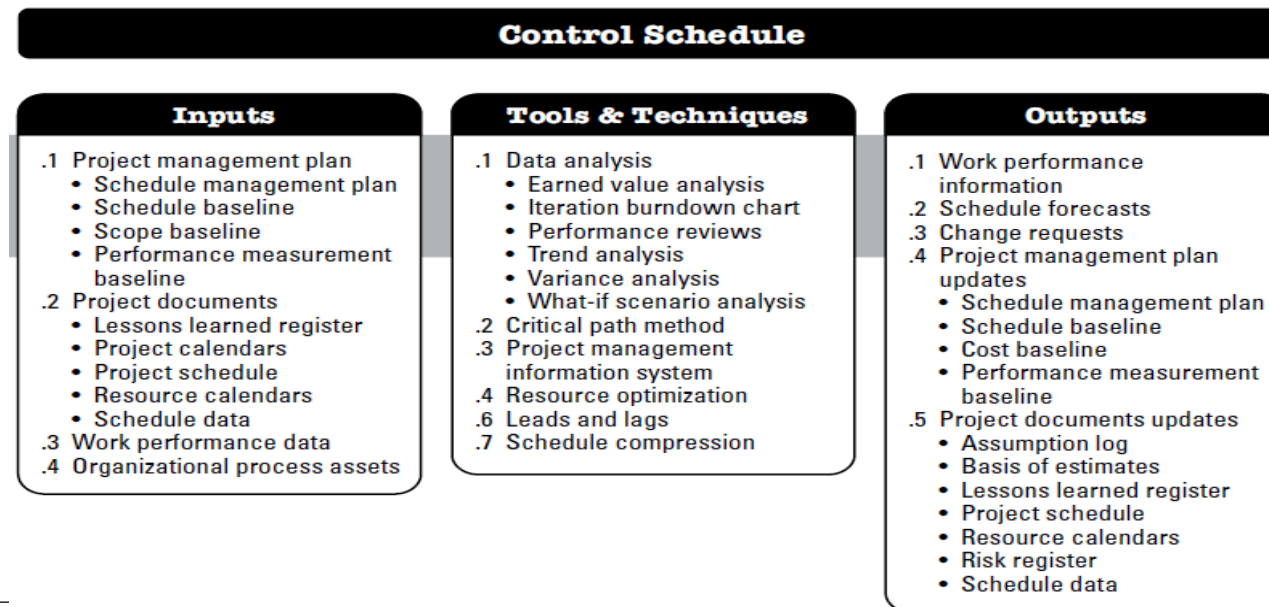 Control Schedule
Inputs
.1 Project management plan
• Schedule management plan
• Schedule baseline
• Scope baseline
• Performance measurement
baseline
.2 Project documents
• Lessons learned register
• Project calendars
• Project schedule
• Resource calendars
• Schedule data
.3 Work performance data
.4 Organizational process assets
Tools & Techniques
.1 Data analysis
• Earned value analysis
• Iteration burndown chart
• Performance reviews
• Trend analysis
• Variance analysis
• What-if scenario analysis
.2 Critical path method
.3 Project management
information system
.4 Resource optimization
.6 Leads and lags
.7 Schedule compression
Outputs
.1 Work performance
information
.2 Schedule forecasts
.3 Change requests
.4 Project management plan
updates
• Schedule management plan
• Schedule baseline
• Cost baseline
• Performance measurement
baseline
.5 Project documents updates
• Assumption log
• Basis of estimates
• Lessons learned register
• Project schedule
• Resource calendars
• Risk register
• Schedule data